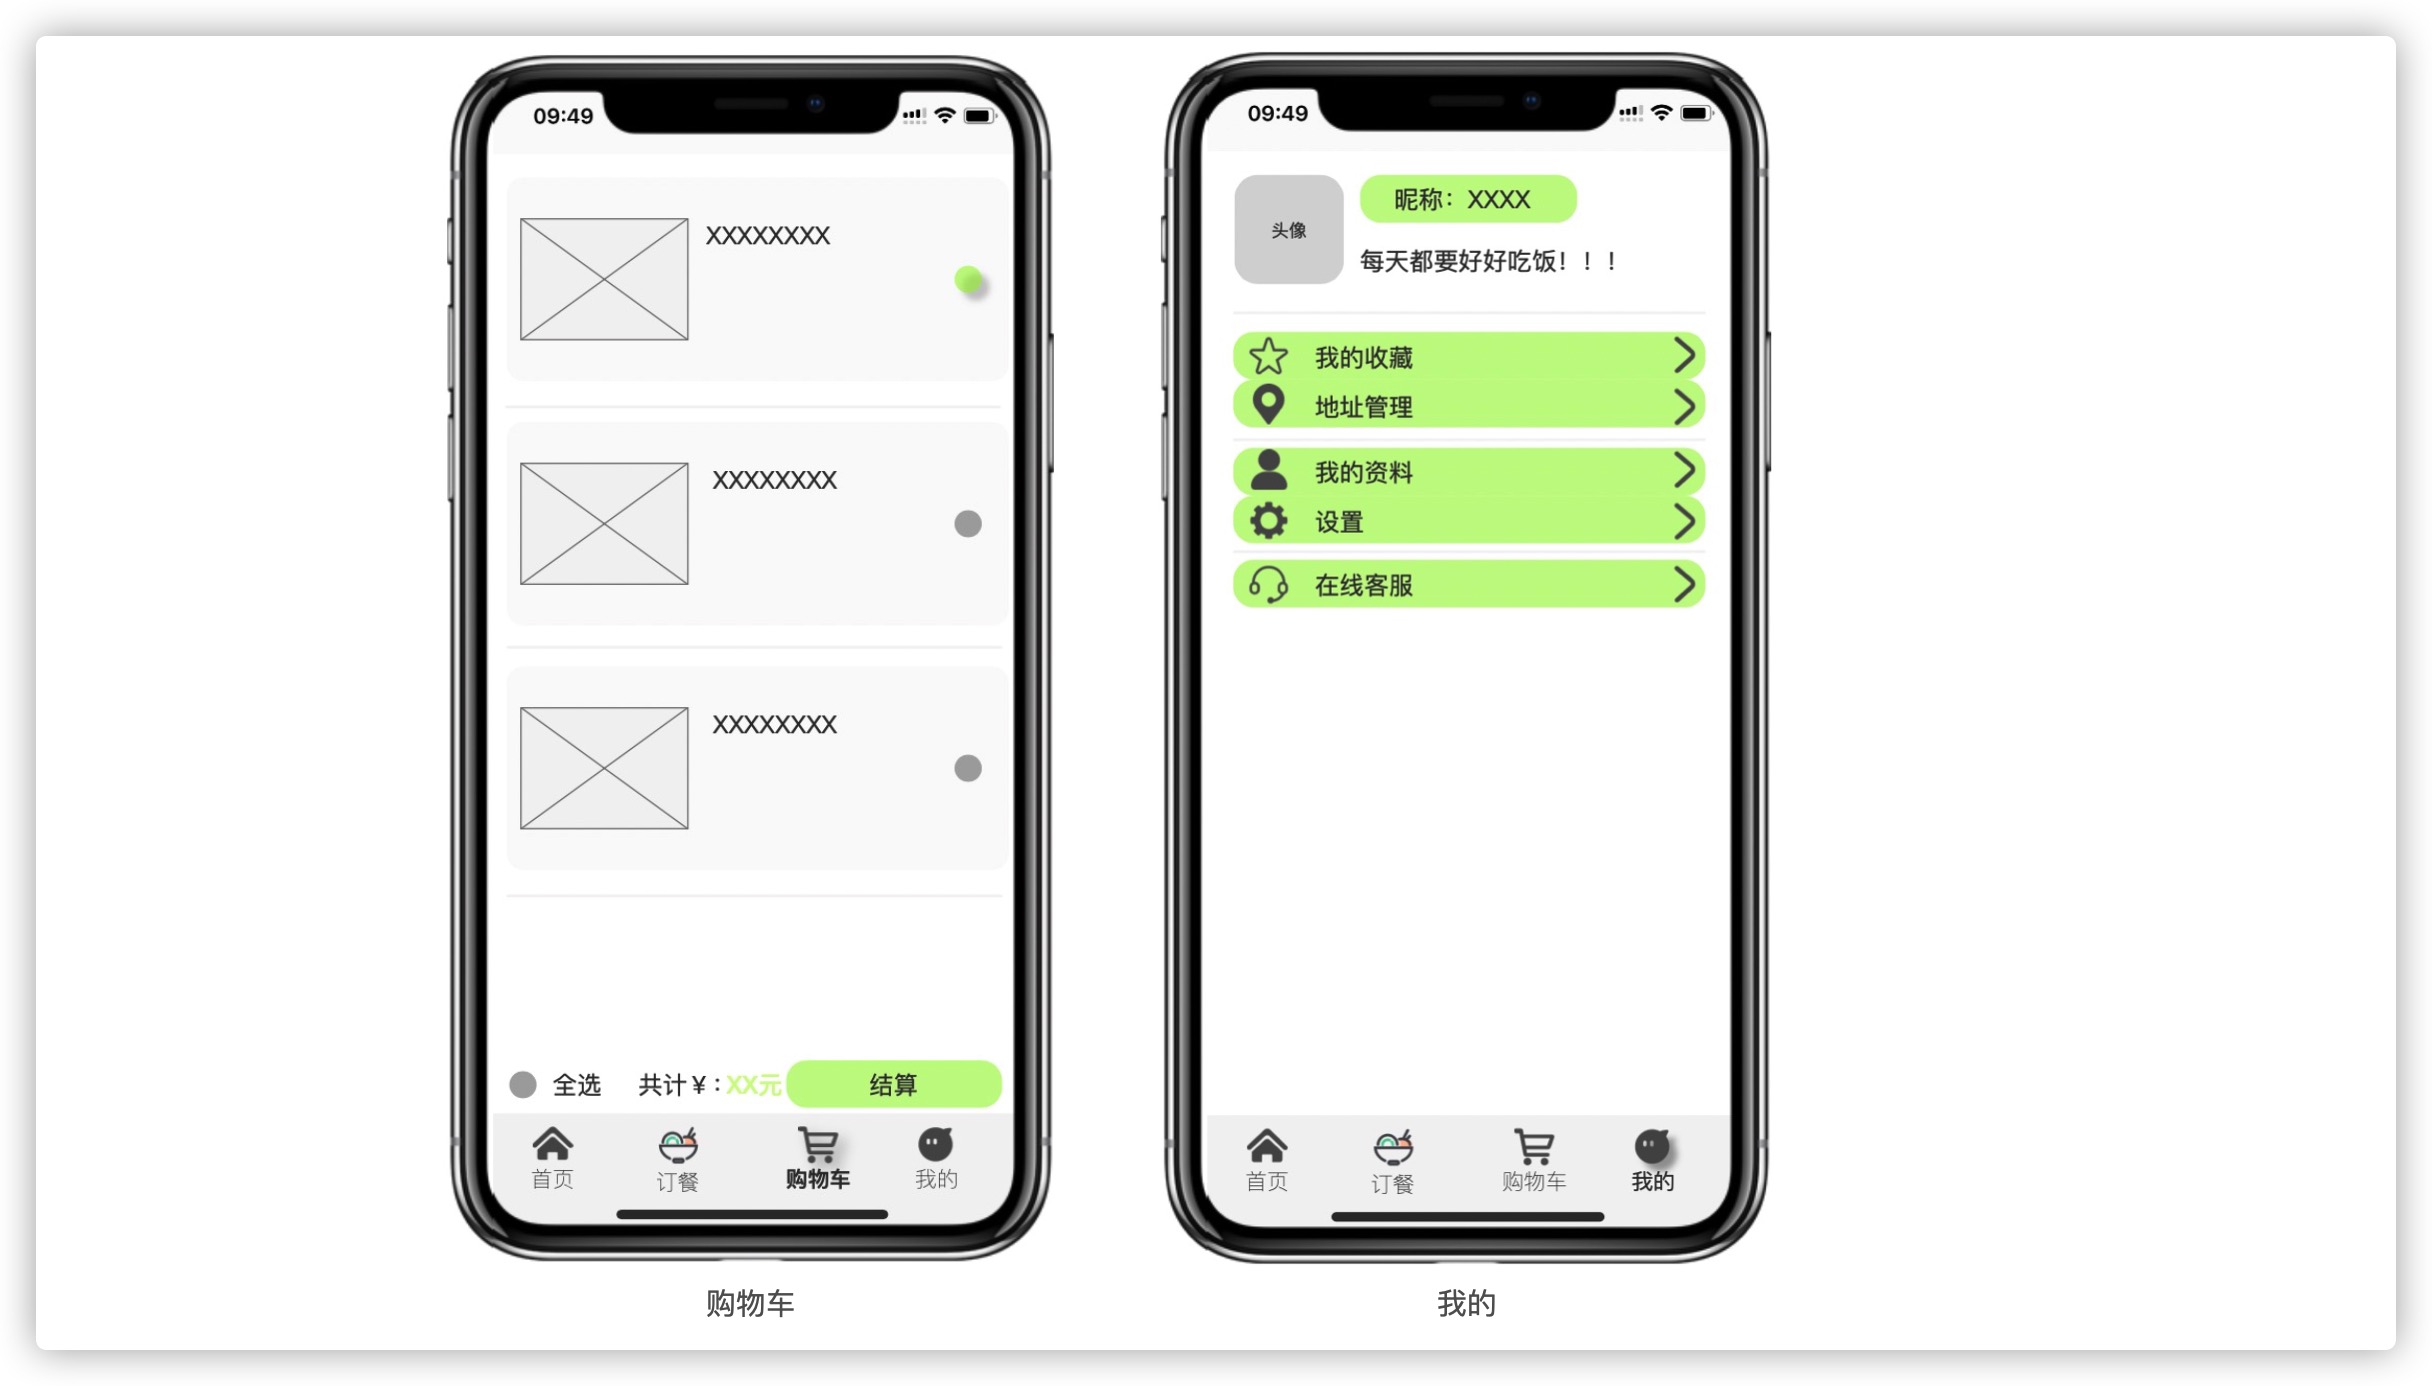 09:49
XXXXXXXX
XXXXXXXX
XXXXXXXX
全选 共计￥:XX元 结算
首页 订餐 购物车 我的
购物车
09:49
头像
昵称：XXXX
每天都要好好吃饭！！！
我的收藏
地址管理
我的资料
设置
在线客服
首页 订餐 购物车 我的
我的